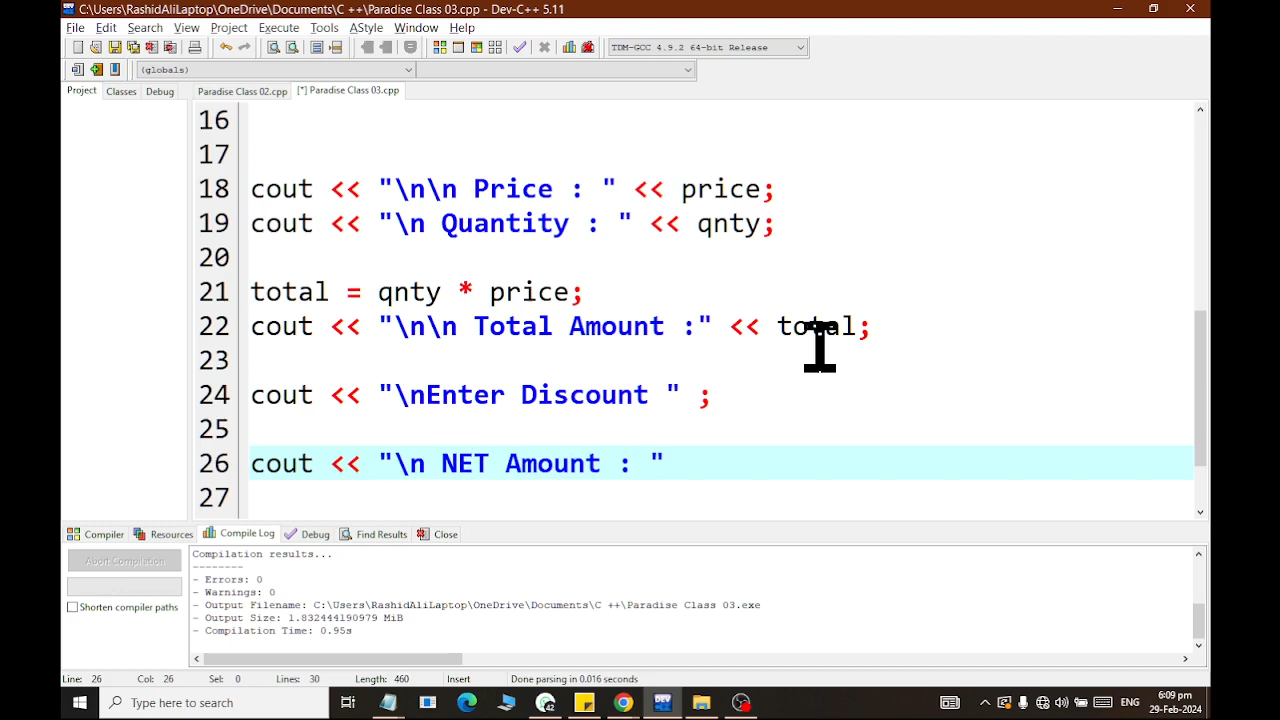 C:\Users\RashidAliLaptop\OneDrive\Documents\C ++\Paradise Class 03.cpp - Dev-C++ 5.11
File Edit Search View Project Execute Tools AStyle Window Help
TDM-GCC 4.9.2 64-bit Release
(globals)
Project Classes Debug Paradise Class 02.cpp [*] Paradise Class 03.cpp
16
17
18 cout << "\n\n Price : " << price;
19 cout << "\n Quantity : " << qnty;
20
21 total = qnty * price;
22 cout << "\n\n Total Amount :" << total;
23
24 cout << "\nEnter Discount " ;
25
26 cout << "\n NET Amount : "
27
Compiler Resources Compile Log Debug Find Results Close
Abort Compilation
Shorten compiler paths
Compilation results...
--------
- Errors: 0
- Warnings: 0
- Output Filename: C:\Users\RashidAliLaptop\OneDrive\Documents\C ++\Paradise Class 03.exe
- Output Size: 1.832444190979 MiB
- Compilation Time: 0.95s
Line: 26 Col: 26 Sel: 0 Lines: 30 Length: 460 Insert Done parsing in 0.016 seconds
Type here to search
DEV
ENG
6:09 pm
29-Feb-2024